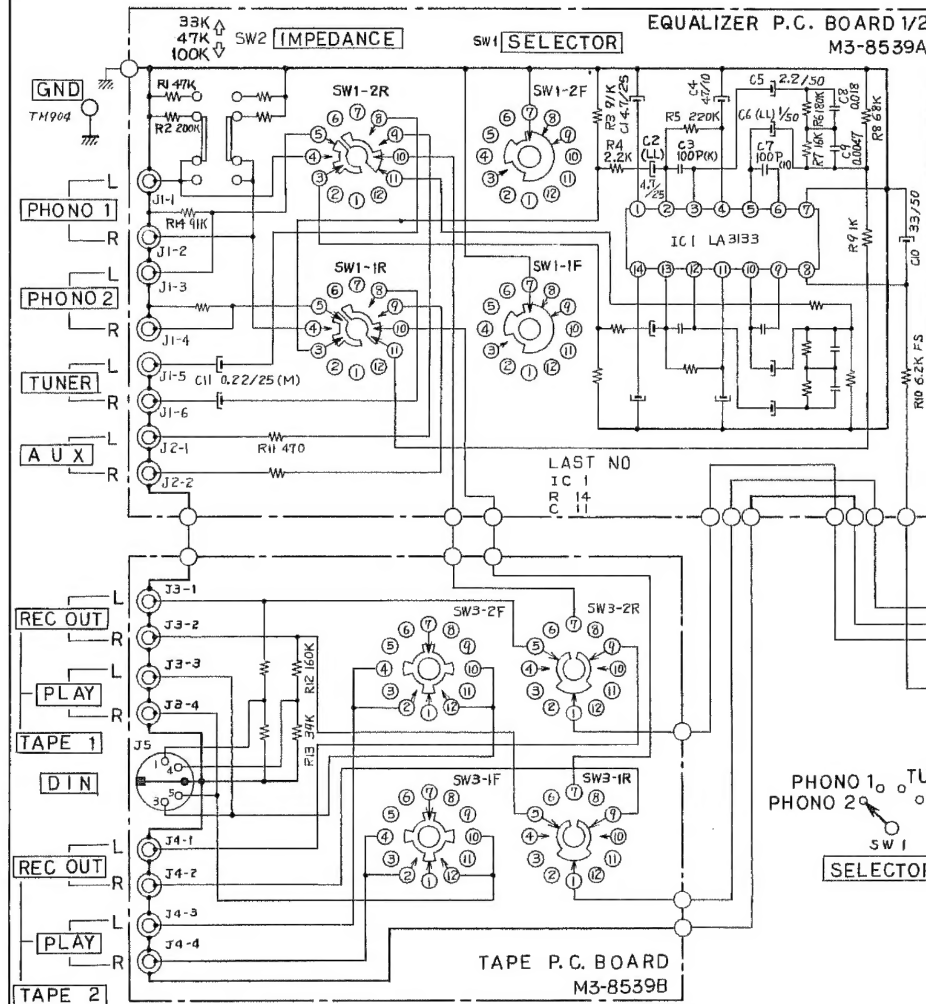 EQUALIZER P.C. BOARD 1/2
M3-8539A
33K
47K
100K
SW2 IMPEDANCE
SW1 SELECTOR
GND
TM904
R1 47K
R2 200K
SW1-2R
SW1-2F
R3 91K
C1 4.7/25
C4
47/10
R5 220K
R4
2.2K
C2
(LL)
4.7/25
C3
100P(K)
C5 2.2/50
C6 (LL) 1/50
C7
100P
R6 180K
R7 16K
C8
0.018
C9
0.0047
R8 68K
IC1 LA3133
R9 1K
C10
33/50
R10 6.2K FS
PHONO 1
L
R
J1-1
R14 91K
J1-2
PHONO 2
L
R
J1-3
J1-4
SW1-1R
SW1-1F
TUNER
L
R
J1-5
C11 0.22/25 (M)
J1-6
AUX
L
R
J2-1
R11 470
J2-2
LAST NO
IC 1
R 14
C 11
REC OUT
L
R
J3-1
J3-2
PLAY
L
R
J3-3
J3-4
TAPE 1
DIN
J5
1
4
5
3
R12 160K
R13 34K
SW3-2F
SW3-2R
SW3-1F
SW3-1R
REC OUT
L
R
J4-1
J4-2
PLAY
L
R
J4-3
J4-4
TAPE 2
TAPE P.C. BOARD
M3-8539B
PHONO 1
TU
PHONO 2
SW1
SELECTOR